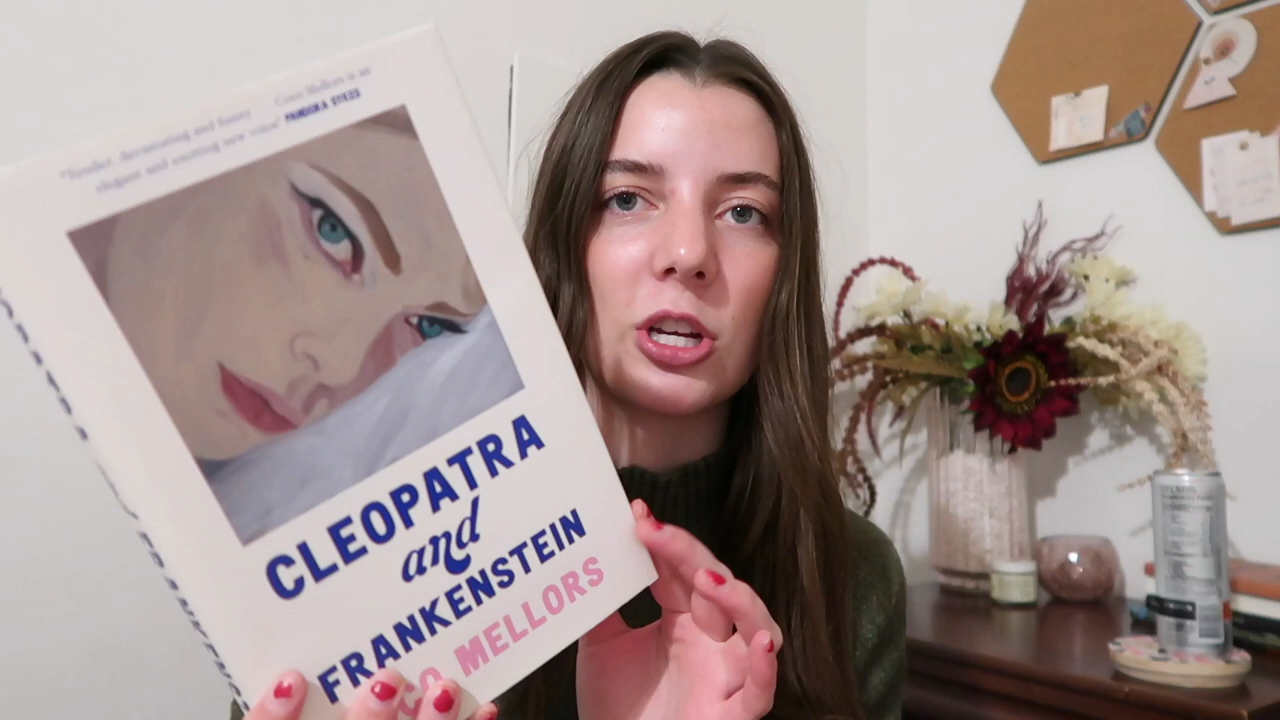 "Tender, devastating and funny Coco Mellors is an
elegant and exciting new voice' PANDORA SYKES
CLEOPATRA
and
FRANKENSTEIN
CO MELLORS